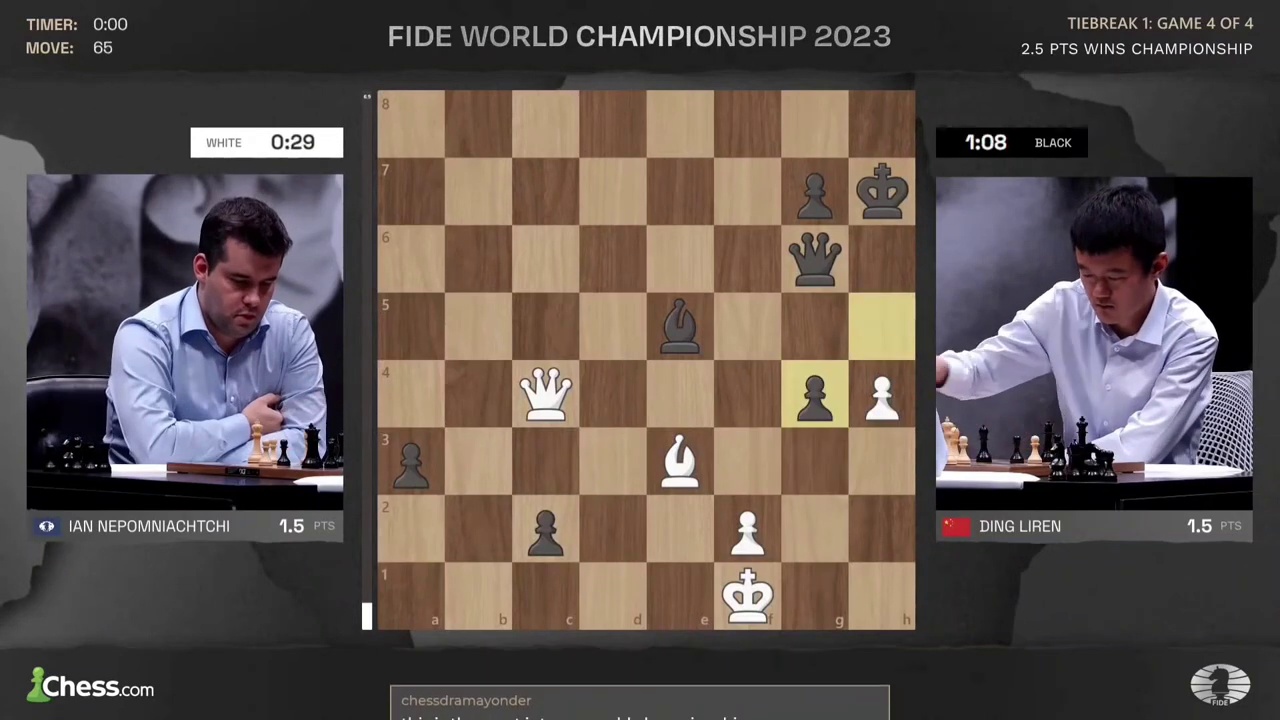 TIMER: 0:00
MOVE: 65
FIDE WORLD CHAMPIONSHIP 2023
TIEBREAK 1: GAME 4 OF 4
2.5 PTS WINS CHAMPIONSHIP
WHITE 0:29
1:08 BLACK
8
7
6
5
4
3
2
1
a b c d e f g h
IAN NEPOMNIACHTCHI 1.5 PTS
DING LIREN 1.5 PTS
Chess.com
FIDE
chessdramayonder